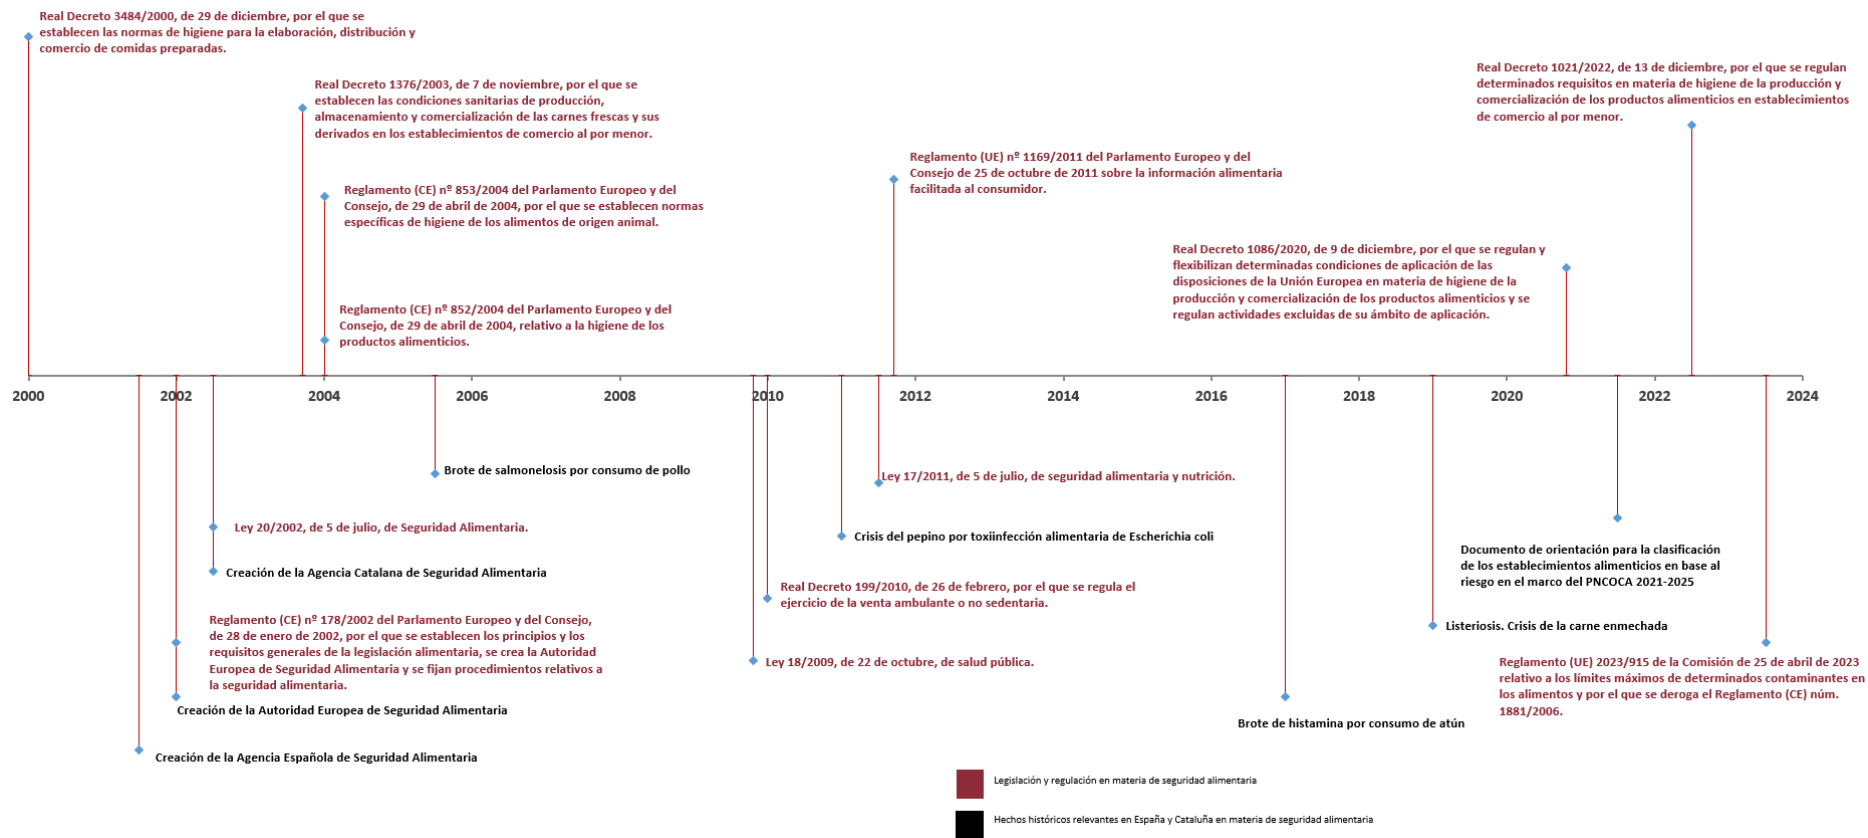 Real Decreto 3484/2000, de 29 de diciembre, por el que se
establecen las normas de higiene para la elaboración, distribución y
comercio de comidas preparadas.
Real Decreto 1376/2003, de 7 de noviembre, por el que se
establecen las condiciones sanitarias de producción,
almacenamiento y comercialización de las carnes frescas y sus
derivados en los establecimientos de comercio al por menor.
Reglamento (CE) nº 853/2004 del Parlamento Europeo y del
Consejo, de 29 de abril de 2004, por el que se establecen normas
específicas de higiene de los alimentos de origen animal.
Reglamento (CE) nº 852/2004 del Parlamento Europeo y del
Consejo, de 29 de abril de 2004, relativo a la higiene de los
productos alimenticios.
Reglamento (UE) nº 1169/2011 del Parlamento Europeo y del
Consejo de 25 de octubre de 2011 sobre la información alimentaria
facilitada al consumidor.
Real Decreto 1086/2020, de 9 de diciembre, por el que se regulan y
flexibilizan determinadas condiciones de aplicación de las
disposiciones de la Unión Europea en materia de higiene de la
producción y comercialización de los productos alimenticios y se
regulan actividades excluidas de su ámbito de aplicación.
Real Decreto 1021/2022, de 13 de diciembre, por el que se regulan
determinados requisitos en materia de higiene de la producción y
comercialización de los productos alimenticios en establecimientos
de comercio al por menor.
2000 2002 2004 2006 2008 2010 2012 2014 2016 2018 2020 2022 2024
Brote de salmonelosis por consumo de pollo
Ley 20/2002, de 5 de julio, de Seguridad Alimentaria.
Creación de la Agencia Catalana de Seguridad Alimentaria
Reglamento (CE) nº 178/2002 del Parlamento Europeo y del Consejo,
de 28 de enero de 2002, por el que se establecen los principios y los
requisitos generales de la legislación alimentaria, se crea la Autoridad
Europea de Seguridad Alimentaria y se fijan procedimientos relativos a
la seguridad alimentaria.
Creación de la Autoridad Europea de Seguridad Alimentaria
Creación de la Agencia Española de Seguridad Alimentaria
Ley 17/2011, de 5 de julio, de seguridad alimentaria y nutrición.
Crisis del pepino por toxiinfección alimentaria de Escherichia coli
Real Decreto 199/2010, de 26 de febrero, por el que se regula el
ejercicio de la venta ambulante o no sedentaria.
Ley 18/2009, de 22 de octubre, de salud pública.
Documento de orientación para la clasificación
de los establecimientos alimenticios en base al
riesgo en el marco del PNCOCA 2021-2025
Listeriosis. Crisis de la carne enmechada
Reglamento (UE) 2023/915 de la Comisión de 25 de abril de 2023
relativo a los límites máximos de determinados contaminantes en
los alimentos y por el que se deroga el Reglamento (CE) núm.
1881/2006.
Brote de histamina por consumo de atún
Legislación y regulación en materia de seguridad alimentaria
Hechos históricos relevantes en España y Cataluña en materia de seguridad alimentaria